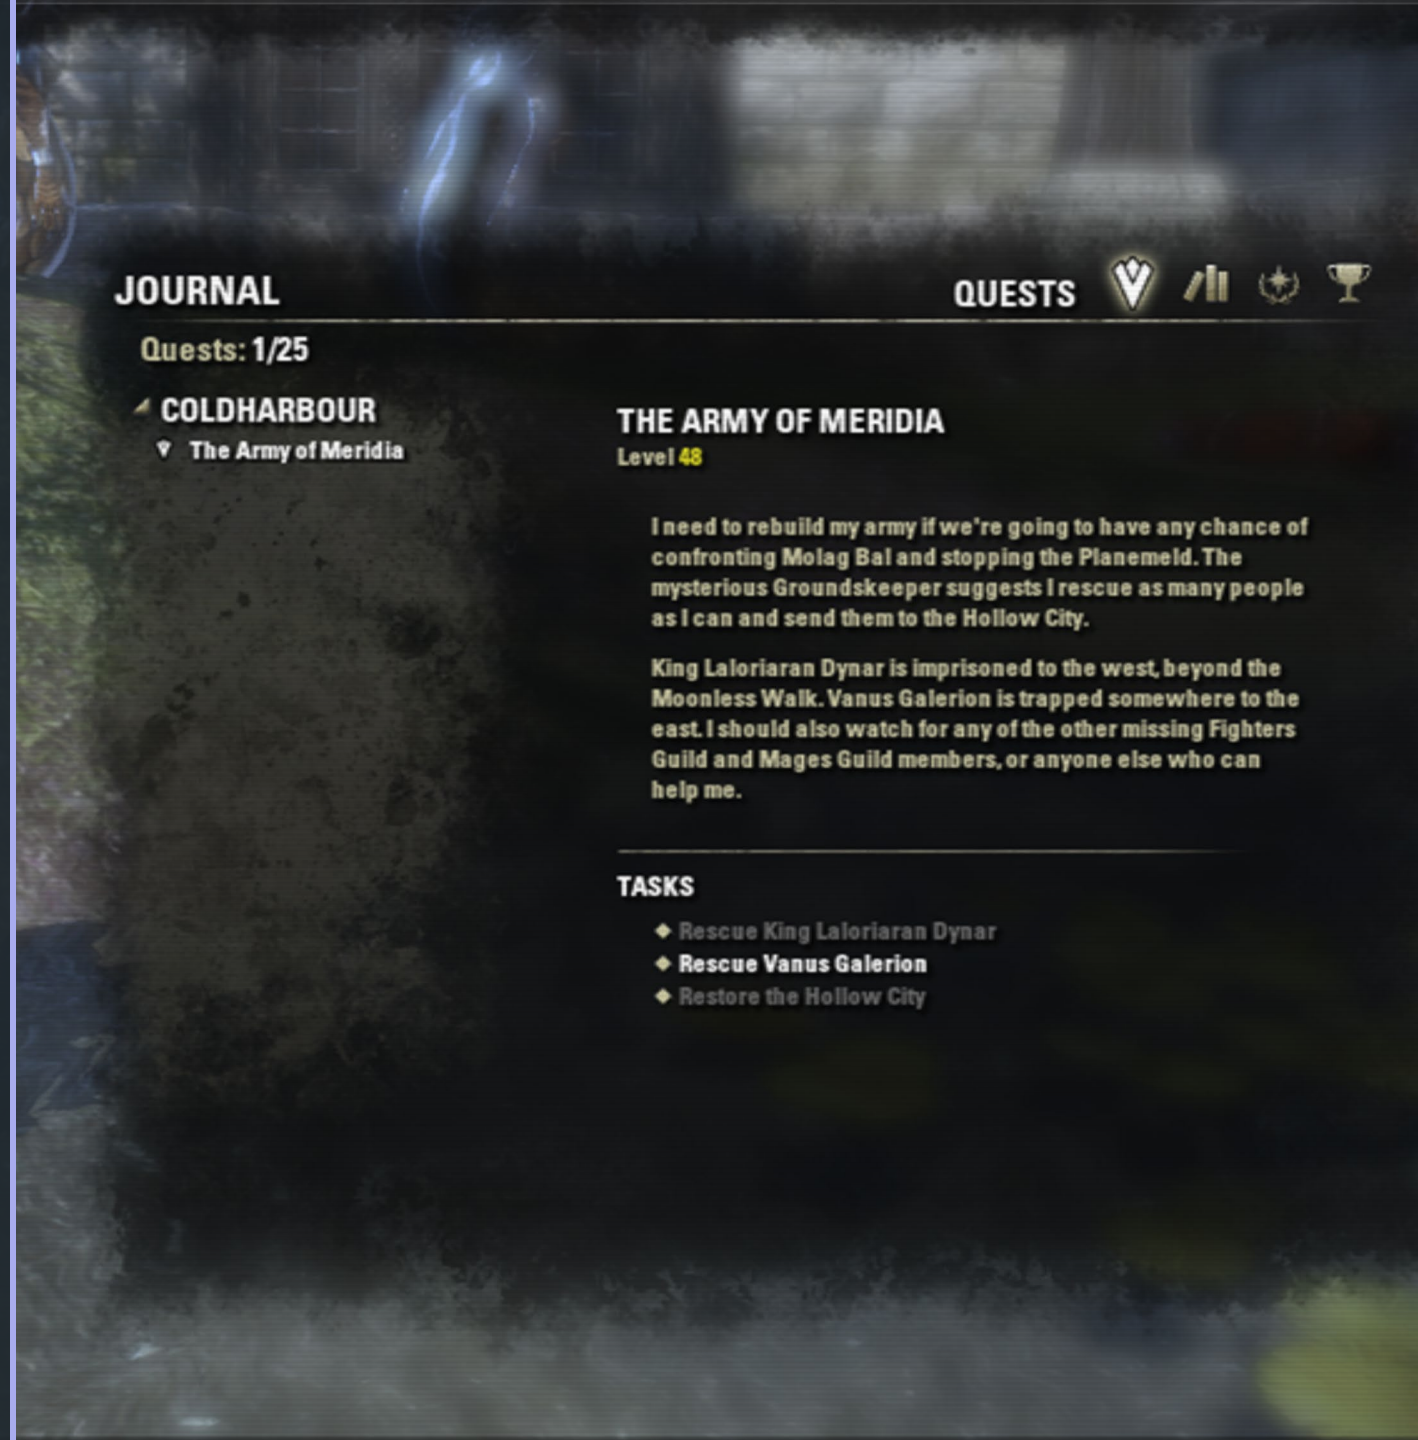 JOURNAL
QUESTS
Quests: 1/25
COLDHARBOUR
The Army of Meridia
THE ARMY OF MERIDIA
Level 48
I need to rebuild my army if we're going to have any chance of
confronting Molag Bal and stopping the Planemeld. The
mysterious Groundskeeper suggests I rescue as many people
as I can and send them to the Hollow City.
King Laloriaran Dynar is imprisoned to the west, beyond the
Moonless Walk. Vanus Galerion is trapped somewhere to the
east. I should also watch for any of the other missing Fighters
Guild and Mages Guild members, or anyone else who can
help me.
TASKS
Rescue King Laloriaran Dynar
Rescue Vanus Galerion
Restore the Hollow City